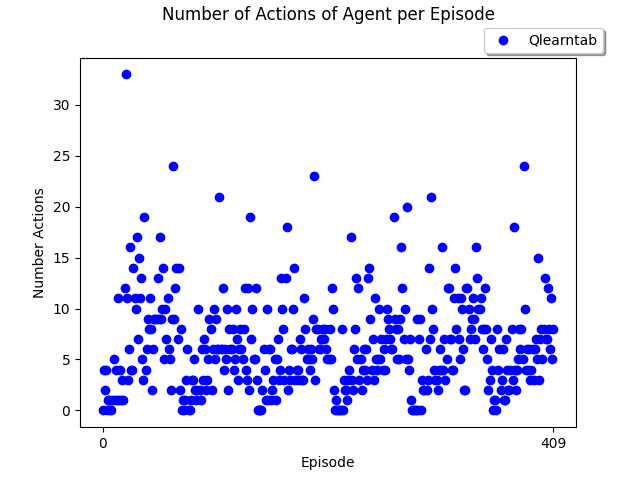 Number of Actions of Agent per Episode
Qlearntab
30
25
20
15
10
5
0
Number Actions
0 409
Episode